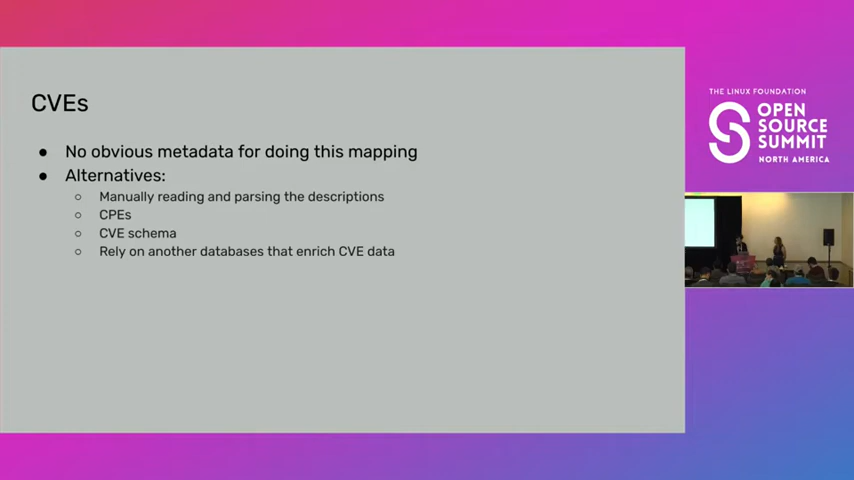 CVEs
● No obvious metadata for doing this mapping
● Alternatives:
○ Manually reading and parsing the descriptions
○ CPEs
○ CVE schema
○ Rely on another databases that enrich CVE data
THE LINUX FOUNDATION
OPEN
SOURCE
SUMMIT
NORTH AMERICA